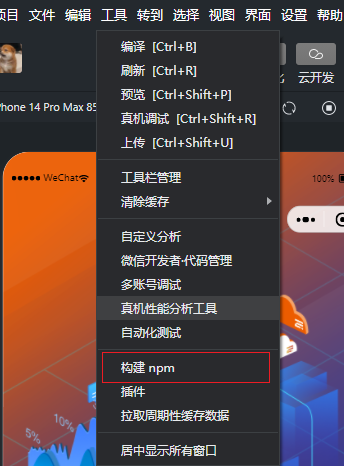 项目 文件 编辑 工具 转到 选择 视图 界面 设置 帮助
云开发
Phone 14 Pro Max 85
WeChat
100%
编译 [Ctrl+B]
刷新 [Ctrl+R]
预览 [Ctrl+Shift+P]
真机调试 [Ctrl+Shift+R]
上传 [Ctrl+Shift+U]
工具栏管理
清除缓存
自定义分析
微信开发者·代码管理
多账号调试
真机性能分析工具
自动化测试
构建 npm
插件
拉取周期性缓存数据
居中显示所有窗口
5%
10%